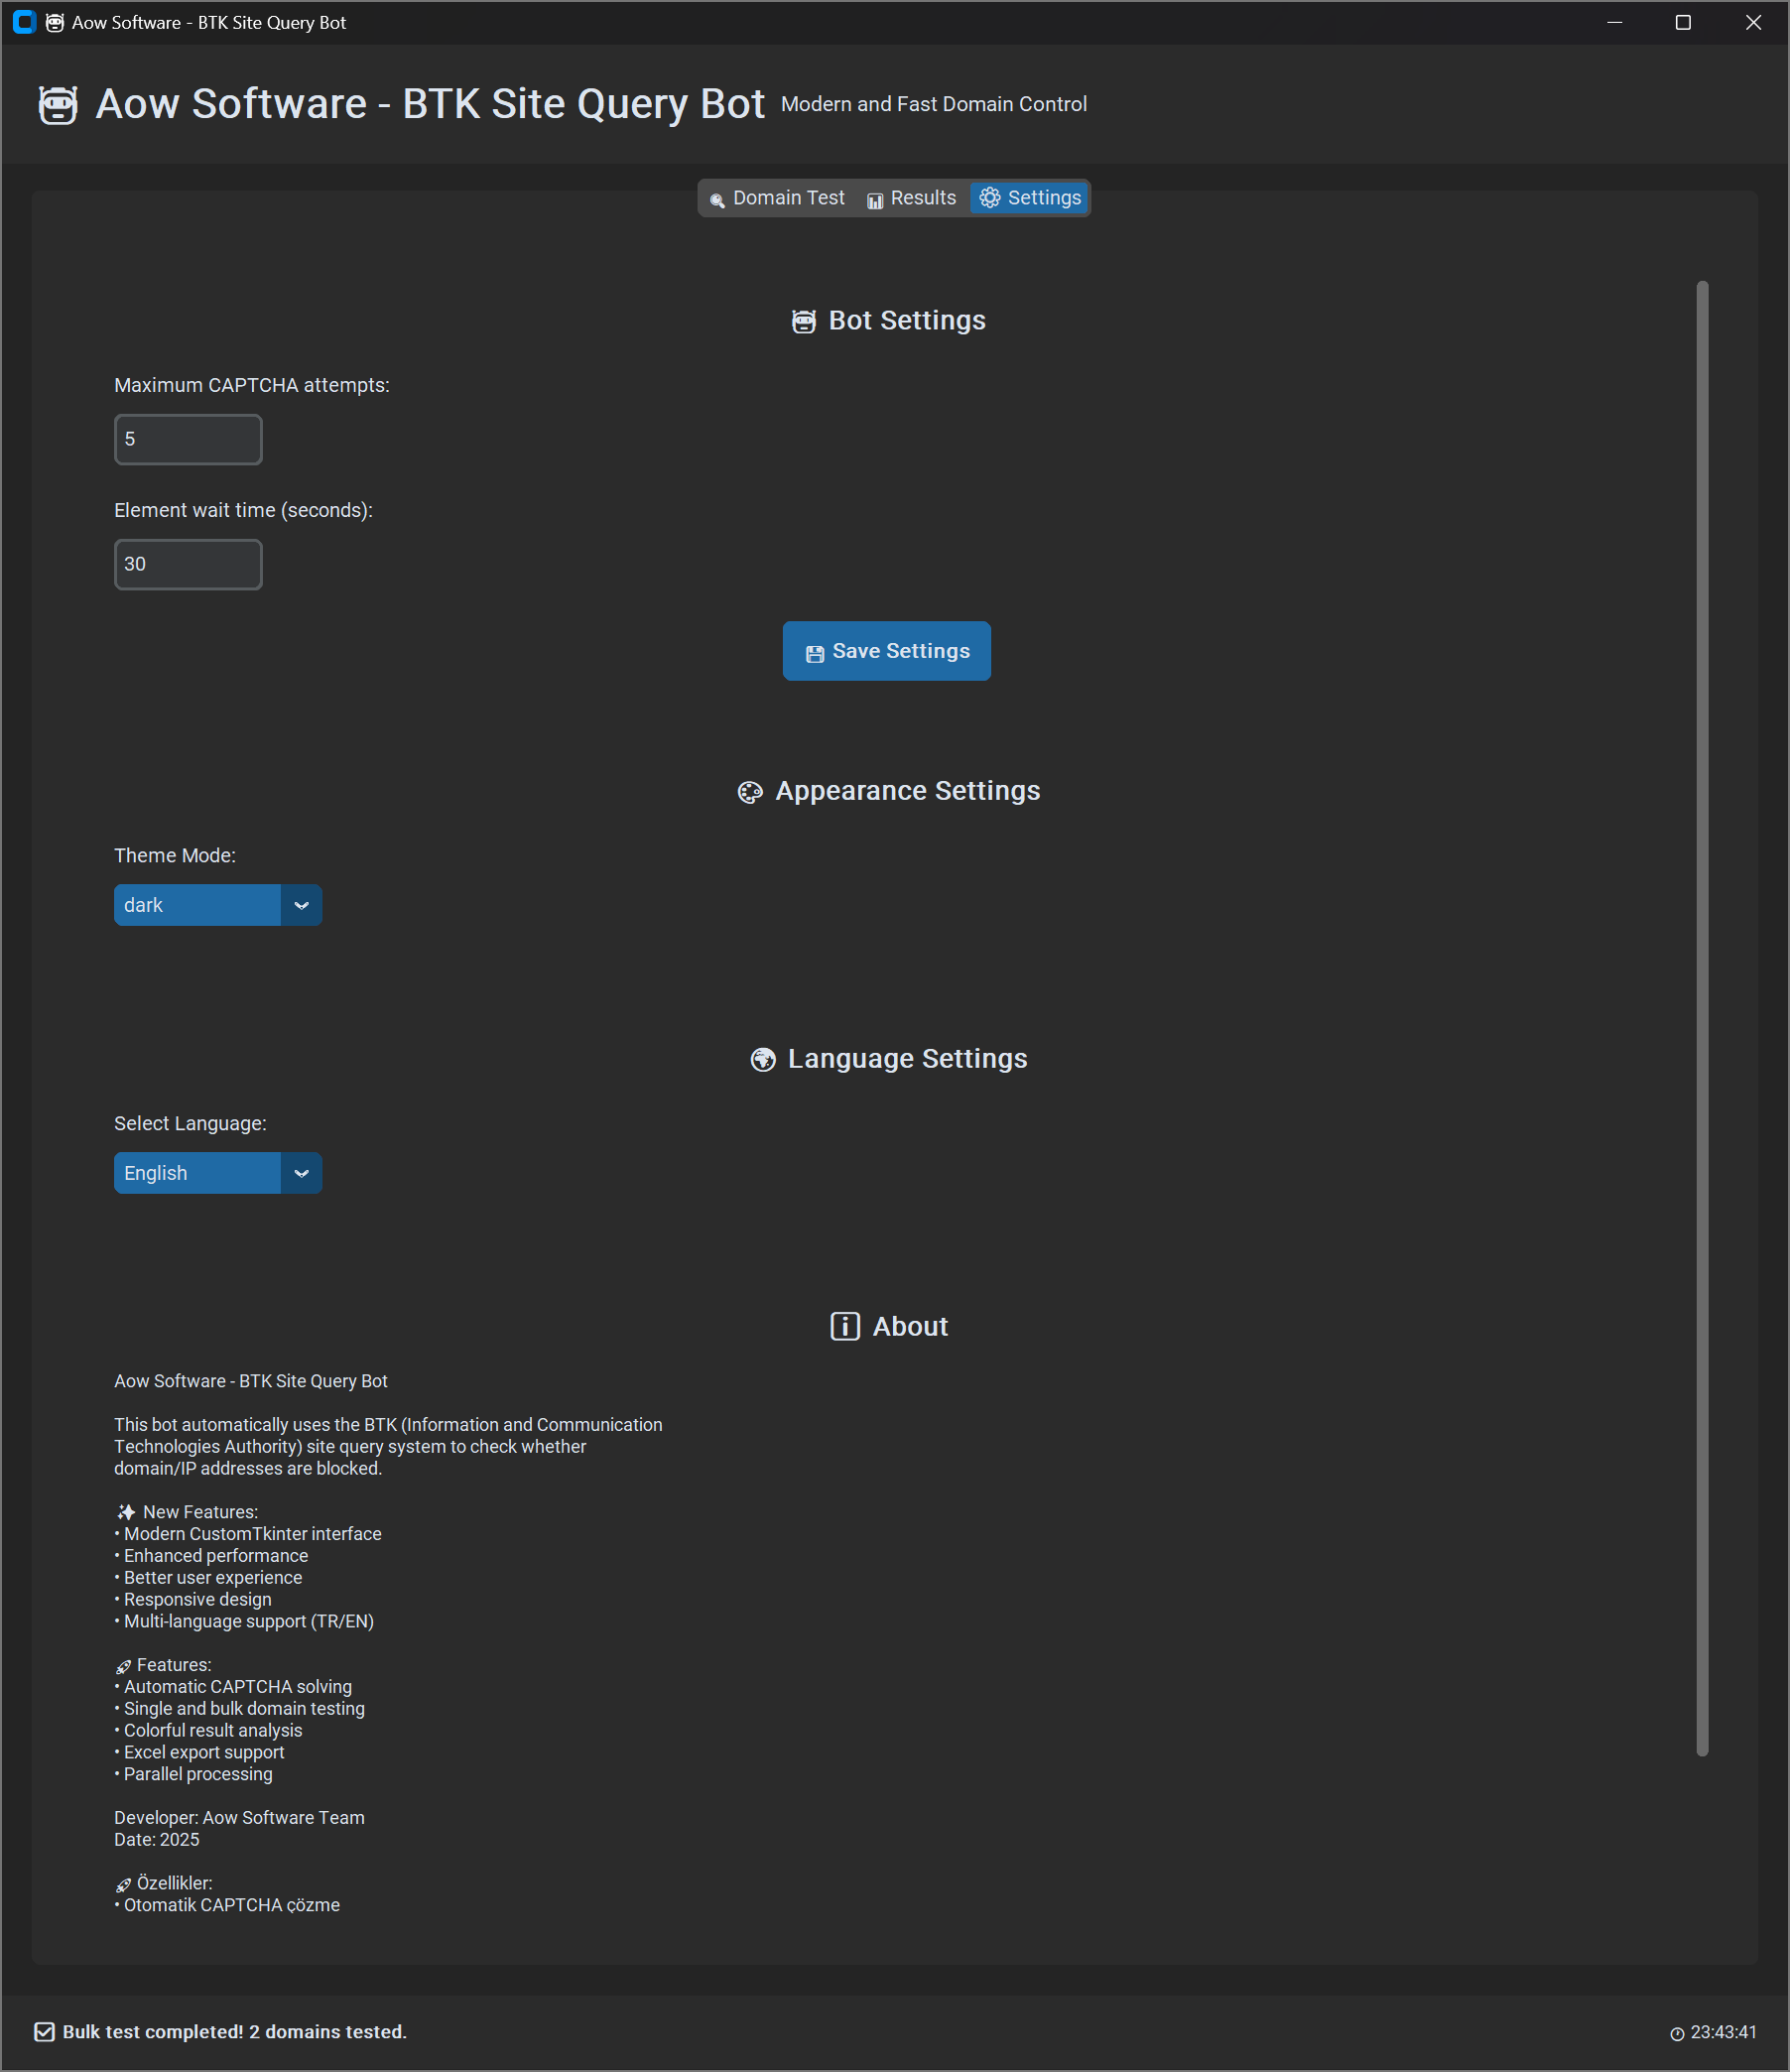 Aow Software - BTK Site Query Bot
Aow Software - BTK Site Query Bot Modern and Fast Domain Control
Domain Test Results Settings
Bot Settings
Maximum CAPTCHA attempts:
5
Element wait time (seconds):
30
Save Settings
Appearance Settings
Theme Mode:
dark
Language Settings
Select Language:
English
About
Aow Software - BTK Site Query Bot
This bot automatically uses the BTK (Information and Communication
Technologies Authority) site query system to check whether
domain/IP addresses are blocked.
✨ New Features:
• Modern CustomTkinter interface
• Enhanced performance
• Better user experience
• Responsive design
• Multi-language support (TR/EN)
🚀 Features:
• Automatic CAPTCHA solving
• Single and bulk domain testing
• Colorful result analysis
• Excel export support
• Parallel processing
Developer: Aow Software Team
Date: 2025
🚀 Özellikler:
• Otomatik CAPTCHA çözme
Bulk test completed! 2 domains tested.
23:43:41